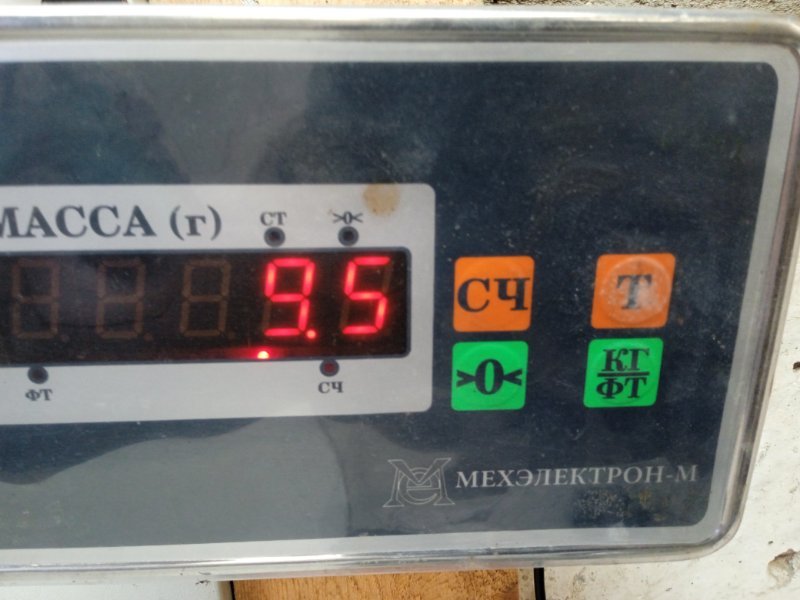 МАССА (г)
СТ
>0<
9.5
ФТ
СЧ
СЧ
Т
>0<
КГ
ФТ
МЕХЭЛЕКТРОН-М